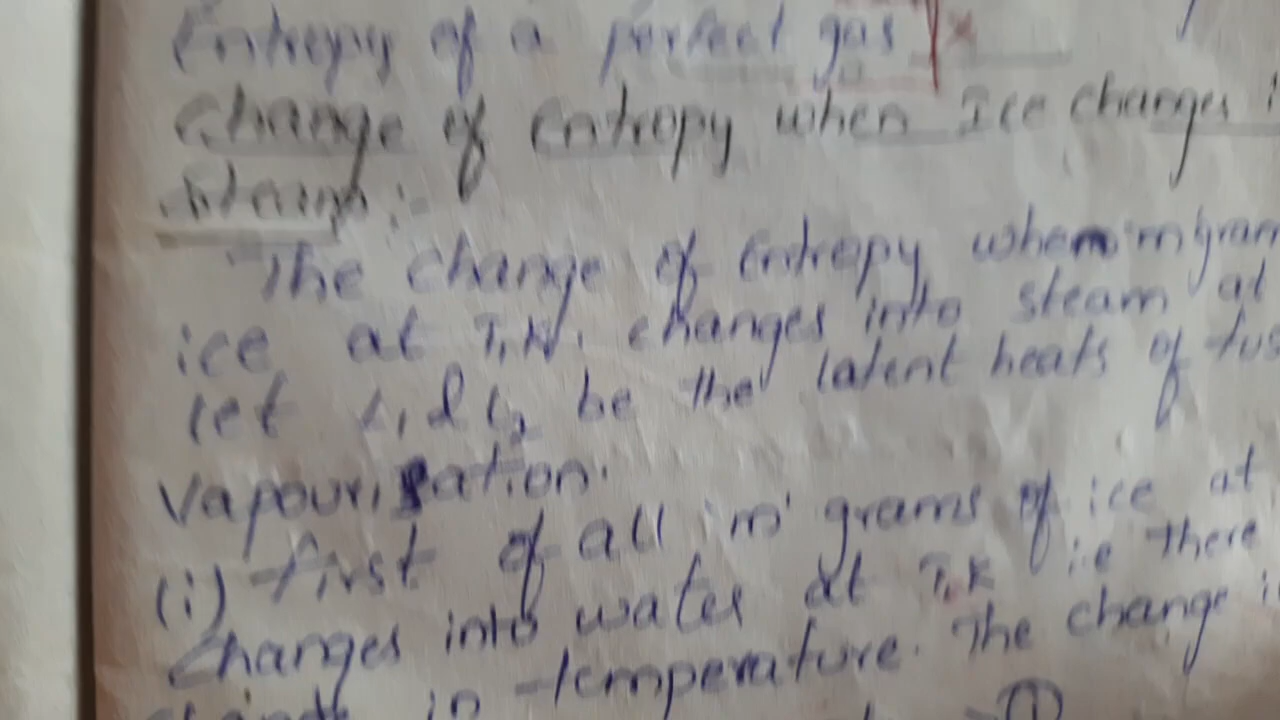 Entropy of a perfect gas
Change of Entropy when Ice changes
Steam:-
The change of Entropy when m gram
ice at T₁K. changes into steam at
let L₁ & L₂ be the latent heats of fus
Vapourisation.
(i) first of all 'm' grams of ice at
Changes into water at T₁K i.e there
in temperature. The change i
①